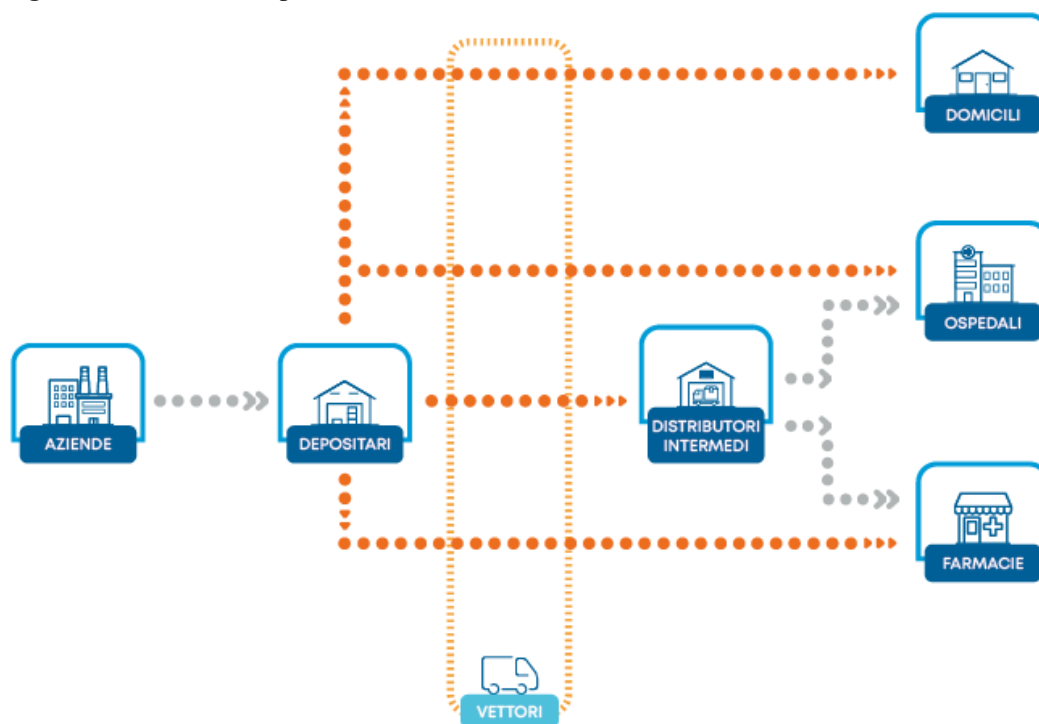 DOMICILI
OSPEDALI
AZIENDE
DEPOSITARI
DISTRIBUTORI
INTERMEDI
FARMACIE
VETTORI